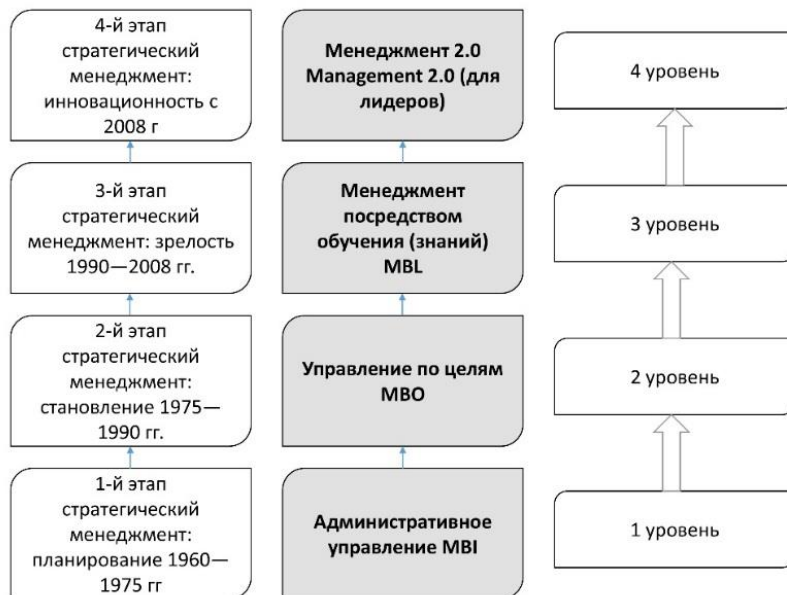 4-й этап
стратегический
менеджмент:
инновационность с
2008 г
Менеджмент 2.0
Management 2.0 (для
лидеров)
4 уровень
3-й этап
стратегический
менеджмент: зрелость
1990—2008 гг.
Менеджмент
посредством
обучения (знаний)
MBL
3 уровень
2-й этап
стратегический
менеджмент:
становление 1975—
1990 гг.
Управление по целям
МВО
2 уровень
1-й этап
стратегический
менеджмент:
планирование 1960—
1975 гг
Административное
управление MBI
1 уровень